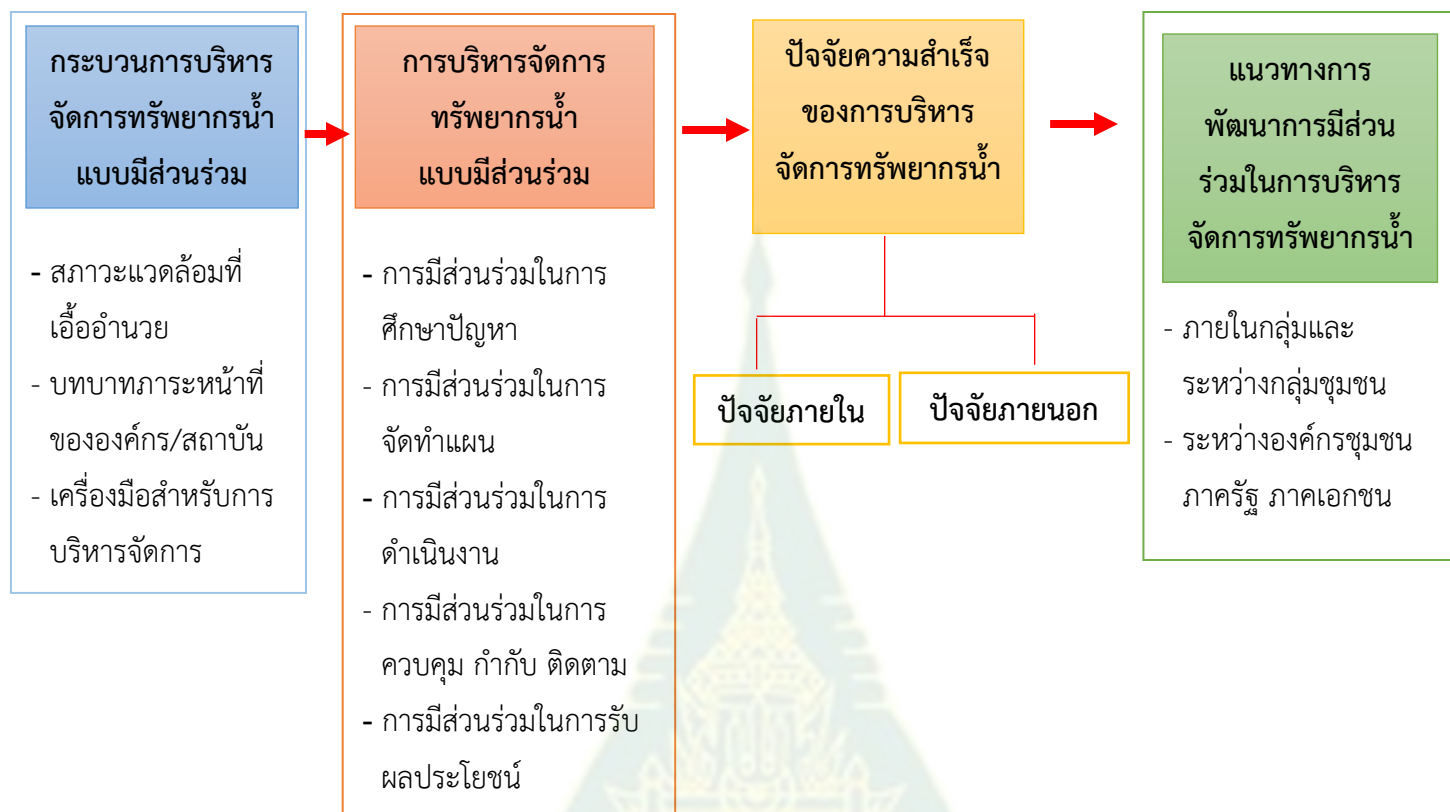 กระบวนการบริหาร
จัดการทรัพยากรน้ำ
แบบมีส่วนร่วม
- สภาวะแวดล้อมที่
เอื้ออำนวย
- บทบาทภาระหน้าที่
ขององค์กร/สถาบัน
- เครื่องมือสำหรับการ
บริหารจัดการ
การบริหารจัดการ
ทรัพยากรน้ำ
แบบมีส่วนร่วม
- การมีส่วนร่วมในการ
ศึกษาปัญหา
- การมีส่วนร่วมในการ
จัดทำแผน
- การมีส่วนร่วมในการ
ดำเนินงาน
- การมีส่วนร่วมในการ
ควบคุม กำกับ ติดตาม
- การมีส่วนร่วมในการรับ
ผลประโยชน์
ปัจจัยความสำเร็จ
ของการบริหาร
จัดการทรัพยากรน้ำ
ปัจจัยภายใน
ปัจจัยภายนอก
แนวทางการ
พัฒนาการมีส่วน
ร่วมในการบริหาร
จัดการทรัพยากรน้ำ
- ภายในกลุ่มและ
ระหว่างกลุ่มชุมชน
- ระหว่างองค์กรชุมชน
ภาครัฐ ภาคเอกชน